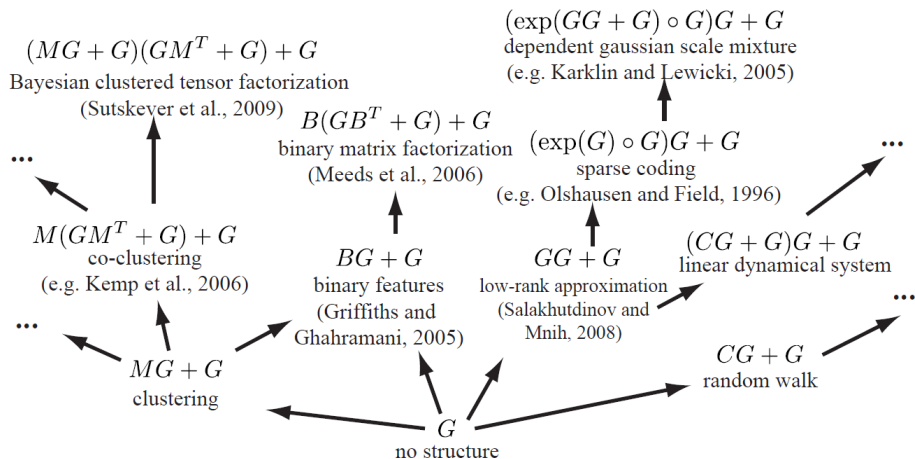 (exp(GG + G) ∘ G)G + G
dependent gaussian scale mixture
(e.g. Karklin and Lewicki, 2005)
(MG + G)(GM^T + G) + G
Bayesian clustered tensor factorization
(Sutskever et al., 2009)
B(GB^T + G) + G
binary matrix factorization
(Meeds et al., 2006)
(exp(G) ∘ G)G + G
sparse coding
(e.g. Olshausen and Field, 1996)
...
...
M(GM^T + G) + G
co-clustering
(e.g. Kemp et al., 2006)
BG + G
binary features
(Griffiths and
Ghahramani, 2005)
GG + G
low-rank approximation
(Salakhutdinov and
Mnih, 2008)
(CG + G)G + G
linear dynamical system
...
...
MG + G
clustering
CG + G
random walk
G
no structure